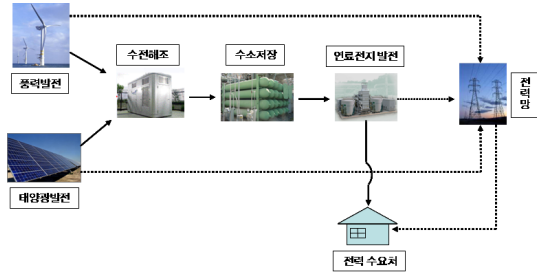 풍력발전
수전해조
수소저장
연료전지 발전
전
력
망
태양광발전
전력 수요처